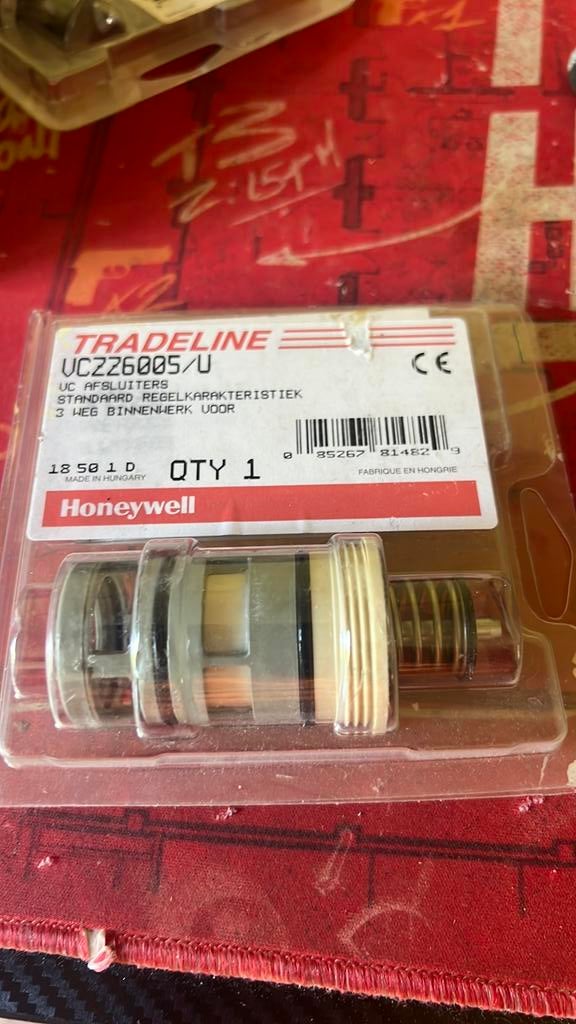 T3
TRADELINE
VCZZ6005/U
VC AFSLUITERS
STANDAARD REGELKARAKTERISTIEK
3 WEG BINNENWERK VOOR
CE
0 85267 81482 9
18 50 1 D
QTY 1
MADE IN HUNGARY
FABRIQUE EN HONGRIE
Honeywell